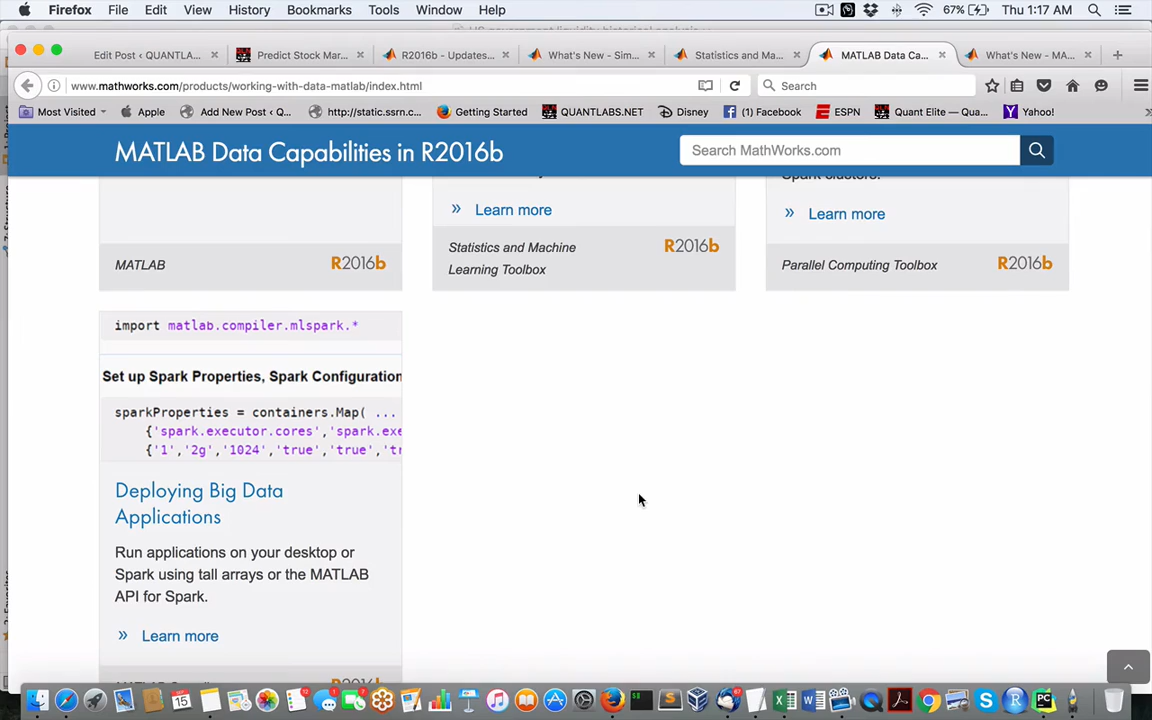 Firefox File Edit View History Bookmarks Tools Window Help
67% Thu 1:17 AM
Edit Post ‹ QUANTLA...
Predict Stock Mar...
R2016b - Updates...
What's New - Sim...
Statistics and Ma...
MATLAB Data Ca...
What's New - MA...
www.mathworks.com/products/working-with-data-matlab/index.html
Search
Most Visited
Apple
Add New Post ‹ Q...
http://static.ssrn.c...
Getting Started
QUANTLABS.NET
Disney
(1) Facebook
ESPN
Quant Elite — Qua...
Yahoo!
MATLAB Data Capabilities in R2016b
Search MathWorks.com
Spark clusters.
» Learn more
» Learn more
MATLAB
R2016b
Statistics and Machine
Learning Toolbox
R2016b
Parallel Computing Toolbox
R2016b
import matlab.compiler.mlspark.*
Set up Spark Properties, Spark Configuration
sparkProperties = containers.Map( ...
{'spark.executor.cores','spark.exe
{'1','2g','1024','true','true','tr
Deploying Big Data
Applications
Run applications on your desktop or
Spark using tall arrays or the MATLAB
API for Spark.
» Learn more